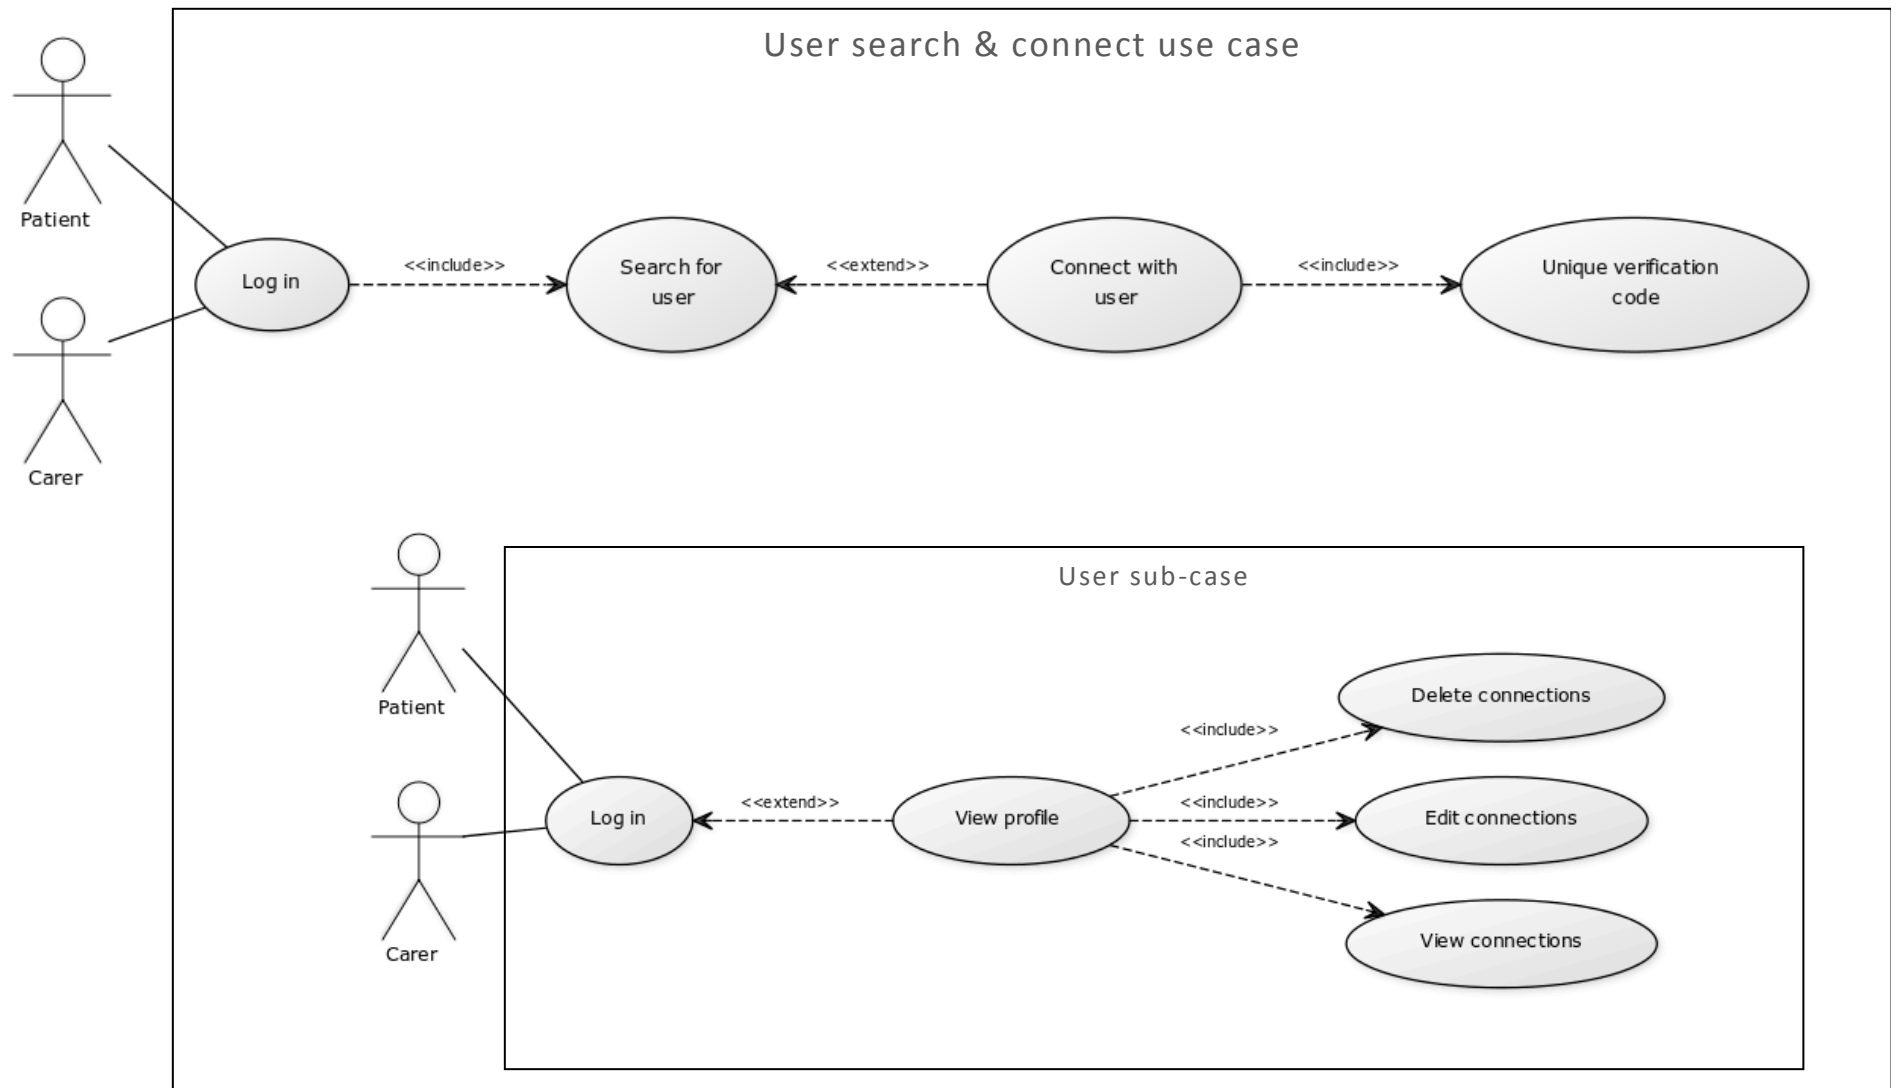 User search & connect use case
Patient
Log in
<<include>>
Search for
user
<<extend>>
Connect with
user
<<include>>
Unique verification
code
Carer
User sub-case
Patient
Carer
Log in
<<extend>>
View profile
<<include>>
Delete connections
<<include>>
Edit connections
<<include>>
View connections